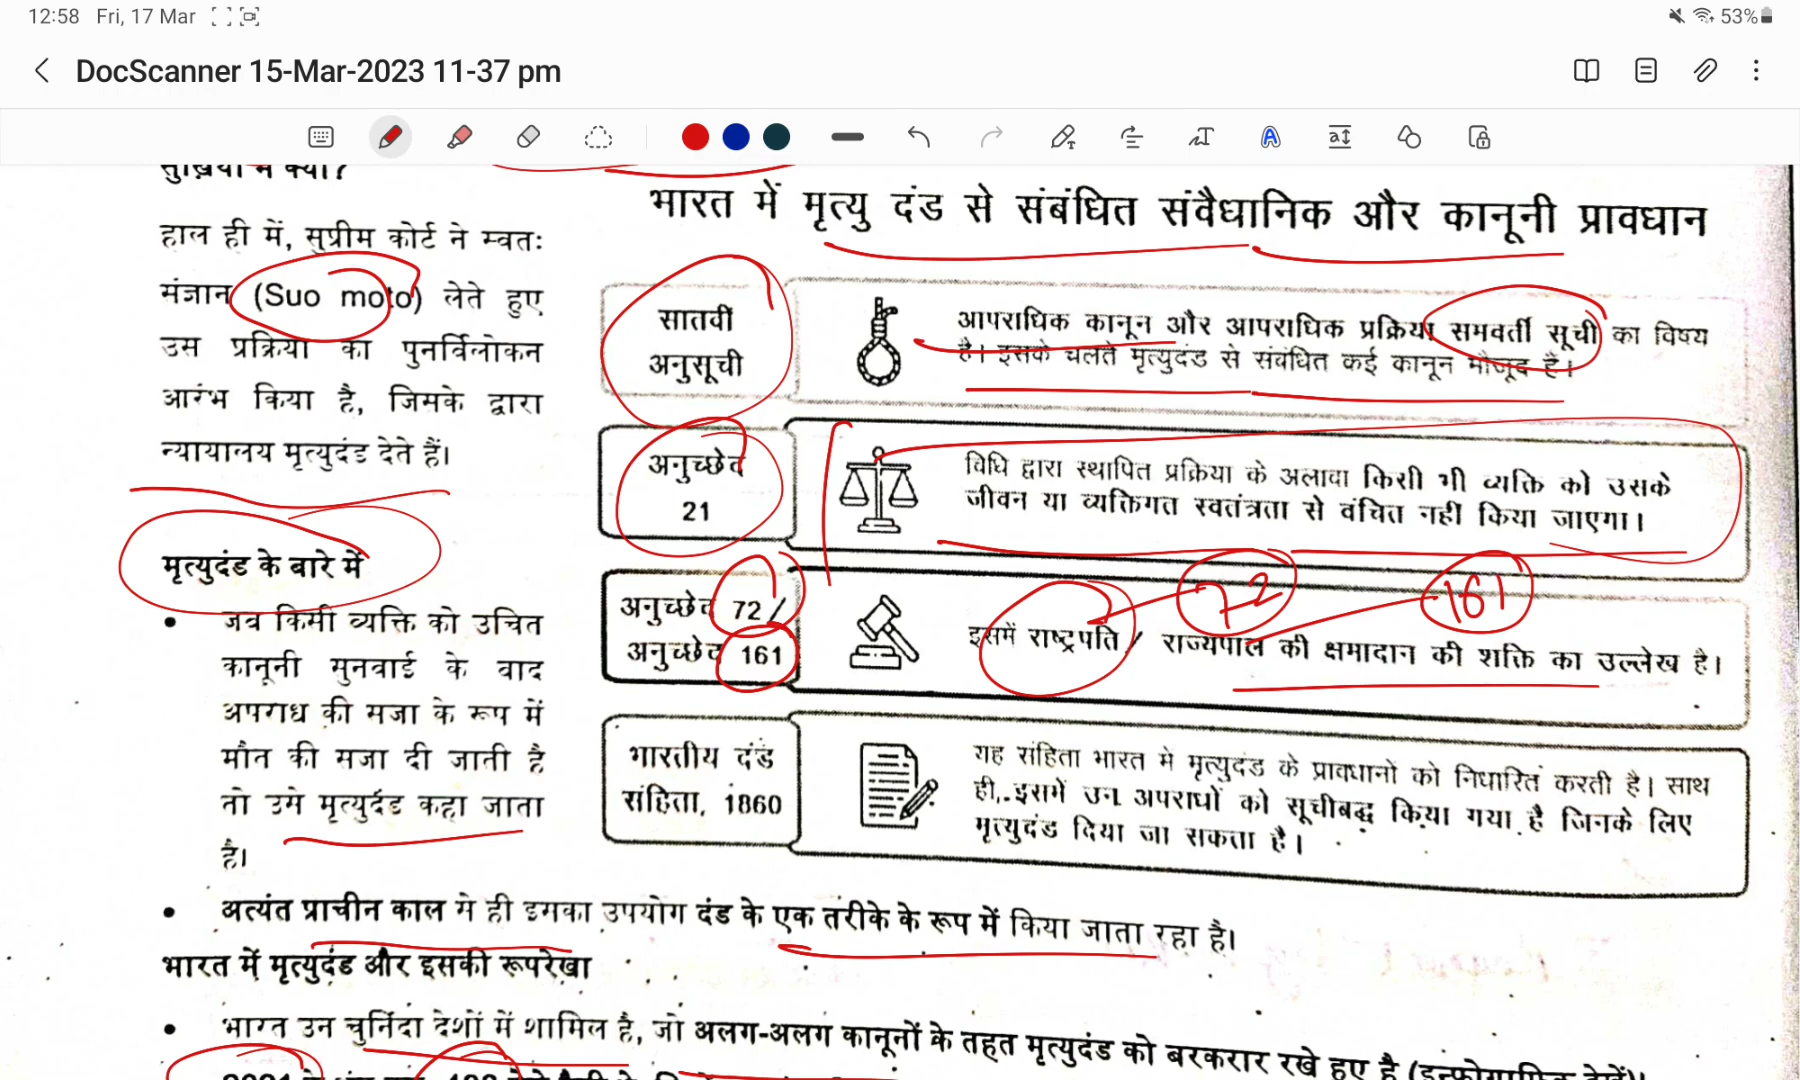 12:58 Fri, 17 Mar
53%
DocScanner 15-Mar-2023 11-37 pm
सुर्खियों में क्यों?
हाल ही में, सुप्रीम कोर्ट ने स्वतः
संज्ञान (Suo moto) लेते हुए
उस प्रक्रिया का पुनर्विलोकन
आरंभ किया है, जिसके द्वारा
न्यायालय मृत्युदंड देते हैं।
मृत्युदंड के बारे में
• जब किसी व्यक्ति को उचित
कानूनी सुनवाई के बाद
अपराध की सजा के रूप में
मौत की सजा दी जाती है
तो उसे मृत्युदंड कहा जाता
है।
भारत में मृत्यु दंड से संबंधित संवैधानिक और कानूनी प्रावधान
सातवीं
अनुसूची
आपराधिक कानून और आपराधिक प्रक्रिया समवर्ती सूची का विषय
है। इसके चलते मृत्युदंड से संबंधित कई कानून मौजूद हैं।
अनुच्छेद
21
विधि द्वारा स्थापित प्रक्रिया के अलावा किसी भी व्यक्ति को उसके
जीवन या व्यक्तिगत स्वतंत्रता से वंचित नहीं किया जाएगा।
अनुच्छेद 72/
अनुच्छेद 161
72 161
इसमें राष्ट्रपति / राज्यपाल की क्षमादान की शक्ति का उल्लेख है।
भारतीय दंड
संहिता, 1860
यह संहिता भारत में मृत्युदंड के प्रावधानों को निर्धारित करती है। साथ
ही, इसमें उन अपराधों को सूचीबद्ध किया गया है जिनके लिए
मृत्युदंड दिया जा सकता है।
• अत्यंत प्राचीन काल से ही इसका उपयोग दंड के एक तरीके के रूप में किया जाता रहा है।
भारत में मृत्युदंड और इसकी रूपरेखा
• भारत उन चुनिंदा देशों में शामिल है, जो अलग-अलग कानूनों के तहत मृत्युदंड को बरकरार रखे हुए है (इन्फोग्राफिक देखें)।